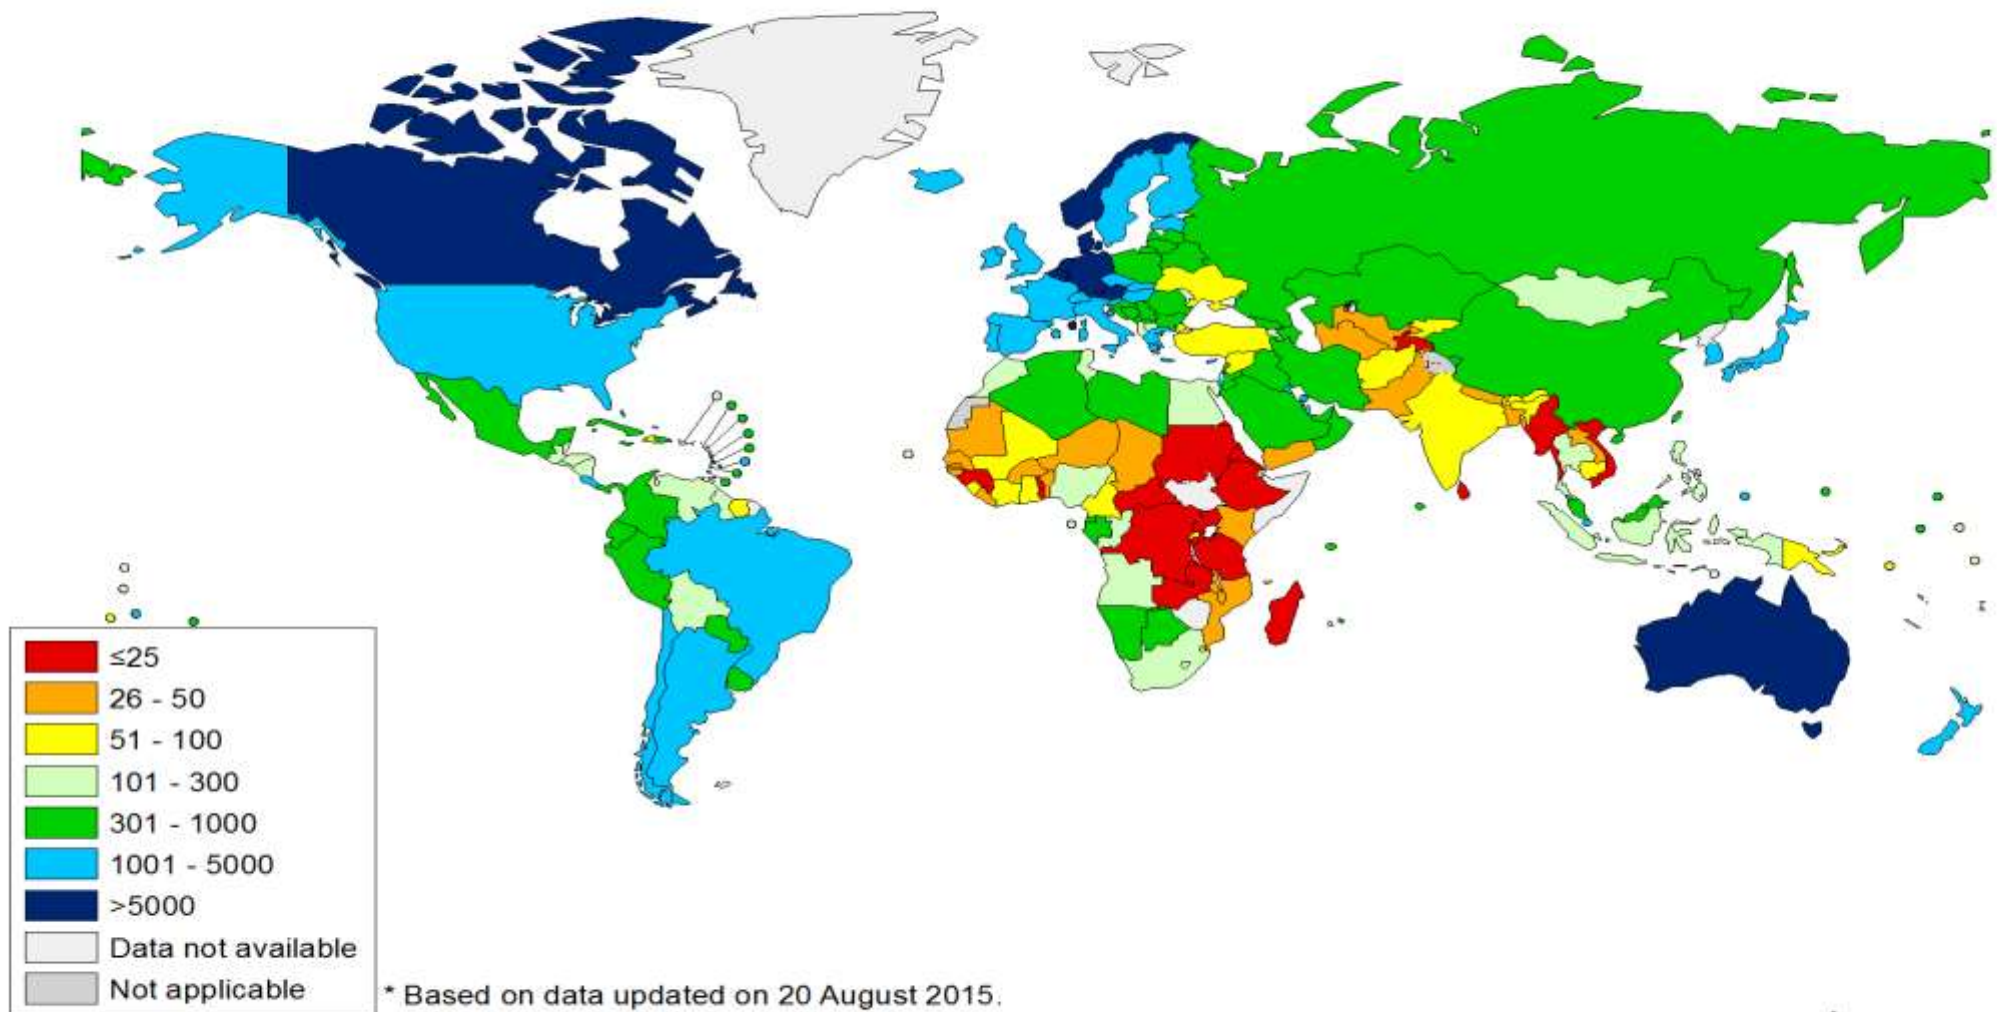 ≤25
26 - 50
51 - 100
101 - 300
301 - 1000
1001 - 5000
>5000
Data not available
Not applicable
* Based on data updated on 20 August 2015.